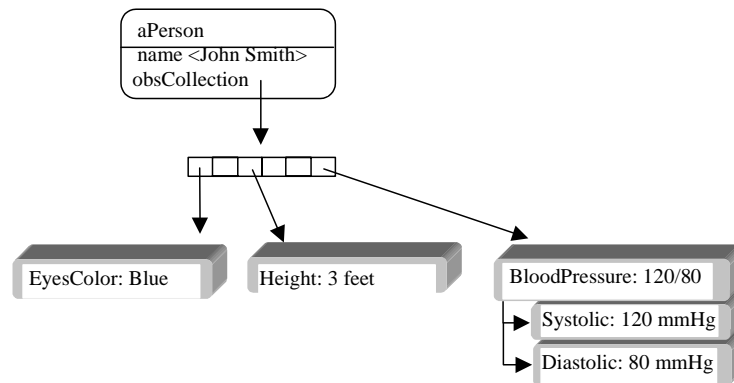 aPerson
name <John Smith>
obsCollection
EyesColor: Blue
Height: 3 feet
BloodPressure: 120/80
Systolic: 120 mmHg
Diastolic: 80 mmHg